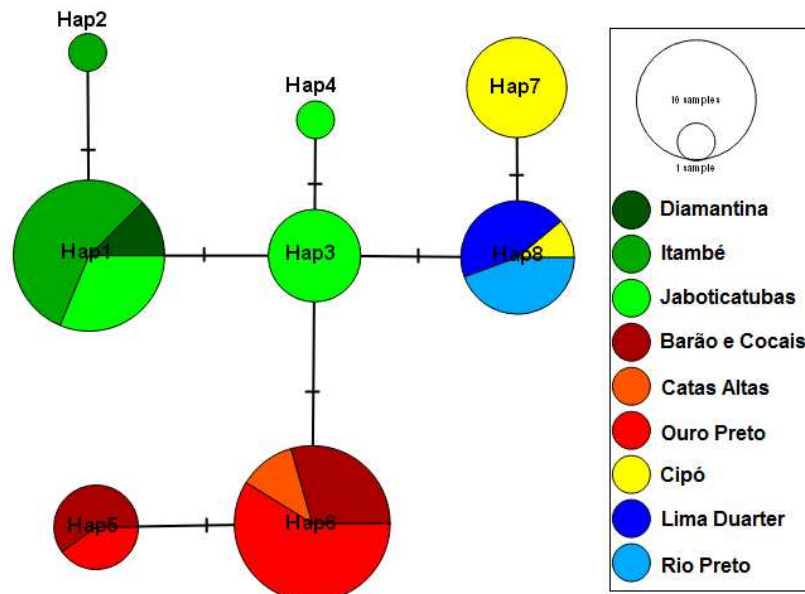 Hap2
Hap4
Hap7
Hap1
Hap3
Hap8
Hap5
Hap6
10 samples
1 sample
Diamantina
Itambé
Jaboticatubas
Barão e Cocais
Catas Altas
Ouro Preto
Cipó
Lima Duarter
Rio Preto